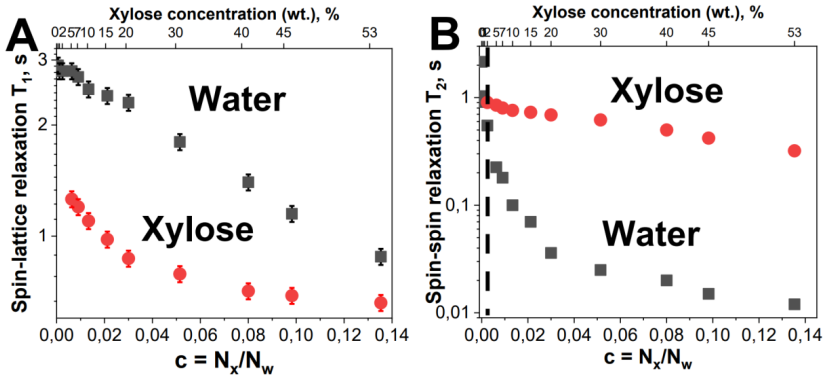 A
Xylose concentration (wt.), %
025710 15 20 30 40 45 53
Spin-lattice relaxation T1, s
3
2
1
Water
Xylose
0,00 0,02 0,04 0,06 0,08 0,10 0,12 0,14
c = Nx/Nw
B
Xylose concentration (wt.), %
025710 15 20 30 40 45 53
Spin-spin relaxation T2, s
1
0,1
0,01
Xylose
Water
0,00 0,02 0,04 0,06 0,08 0,10 0,12 0,14
c = Nx/Nw